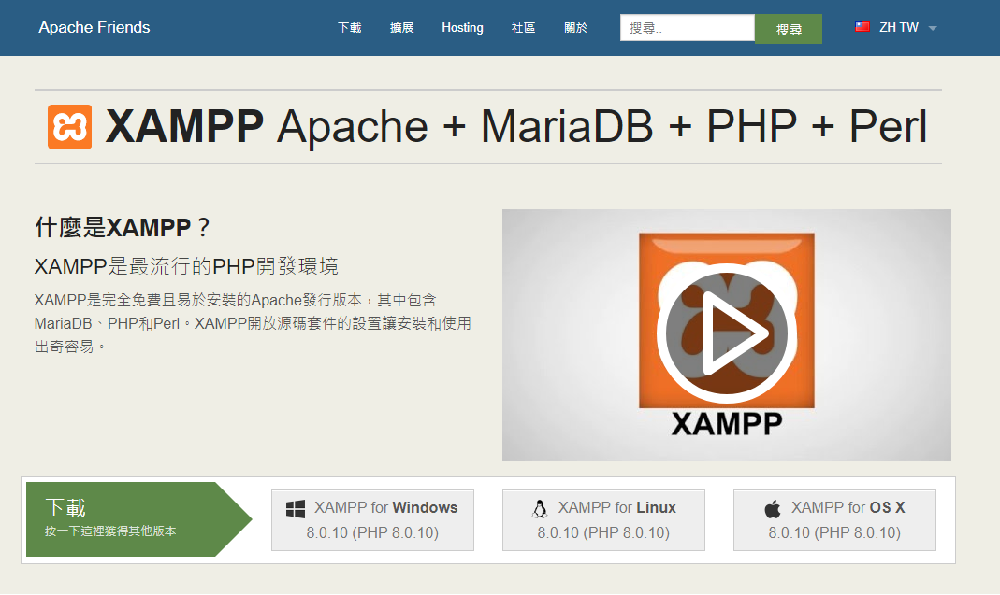 Apache Friends
下載 擴展 Hosting 社區 關於 搜尋.. 搜尋 ZH TW
XAMPP Apache + MariaDB + PHP + Perl
什麼是XAMPP？
XAMPP是最流行的PHP開發環境
XAMPP是完全免費且易於安裝的Apache發行版本，其中包含
MariaDB、PHP和Perl。XAMPP開放源碼套件的設置讓安裝和使用
出奇容易。
XAMPP
下載
按一下這裡獲得其他版本
XAMPP for Windows
8.0.10 (PHP 8.0.10)
XAMPP for Linux
8.0.10 (PHP 8.0.10)
XAMPP for OS X
8.0.10 (PHP 8.0.10)